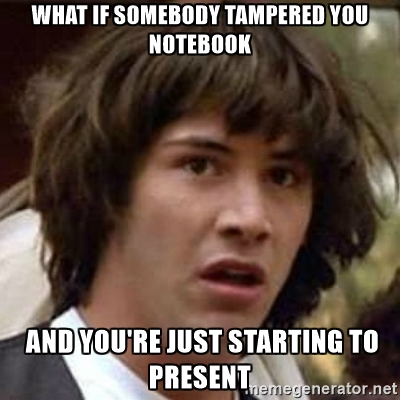 WHAT IF SOMEBODY TAMPERED YOU
NOTEBOOK
AND YOU'RE JUST STARTING TO
PRESENT
memegenerator.net